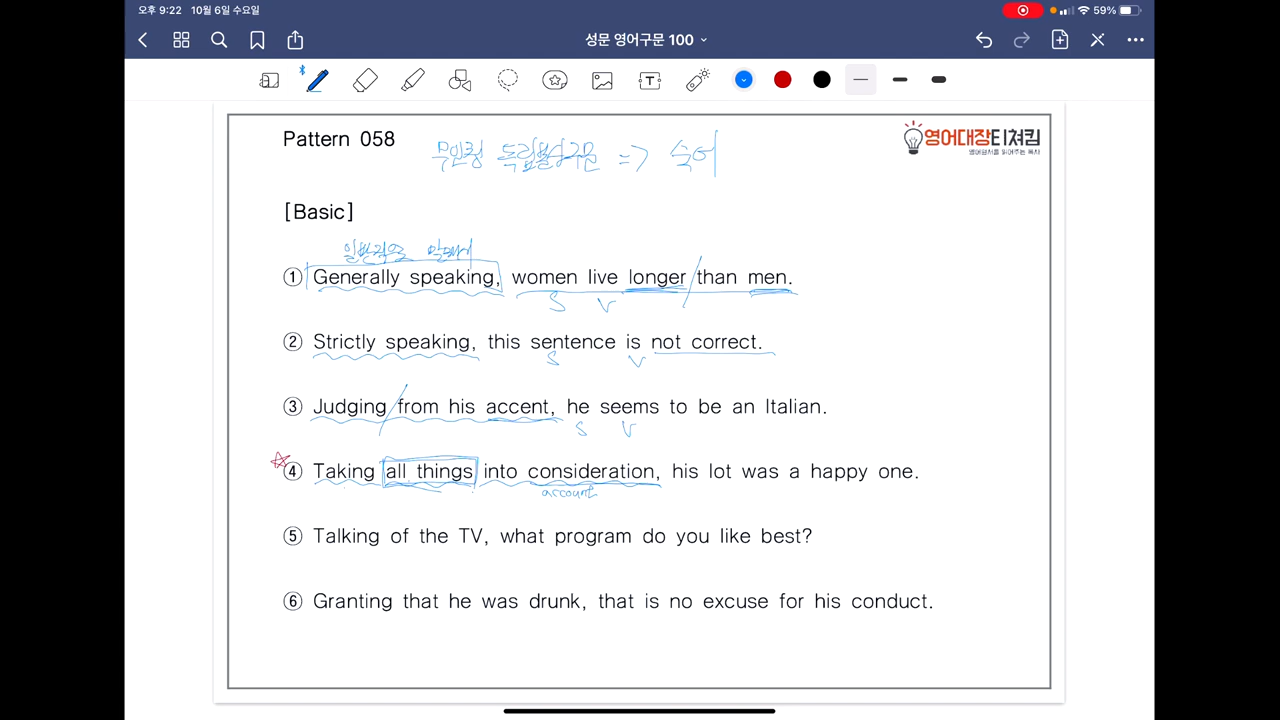 오후 9:22 10월 6일 수요일
59%
성문 영어구문 100
Pattern 058
무인칭 독립분사구문 => 숙어
영어대장티쳐킴
[Basic]
일반적으로 말하자면
① Generally speaking, women live longer than men.
S V
② Strictly speaking, this sentence is not correct.
S V
③ Judging from his accent, he seems to be an Italian.
S V
④ Taking all things into consideration, his lot was a happy one.
account
⑤ Talking of the TV, what program do you like best?
⑥ Granting that he was drunk, that is no excuse for his conduct.